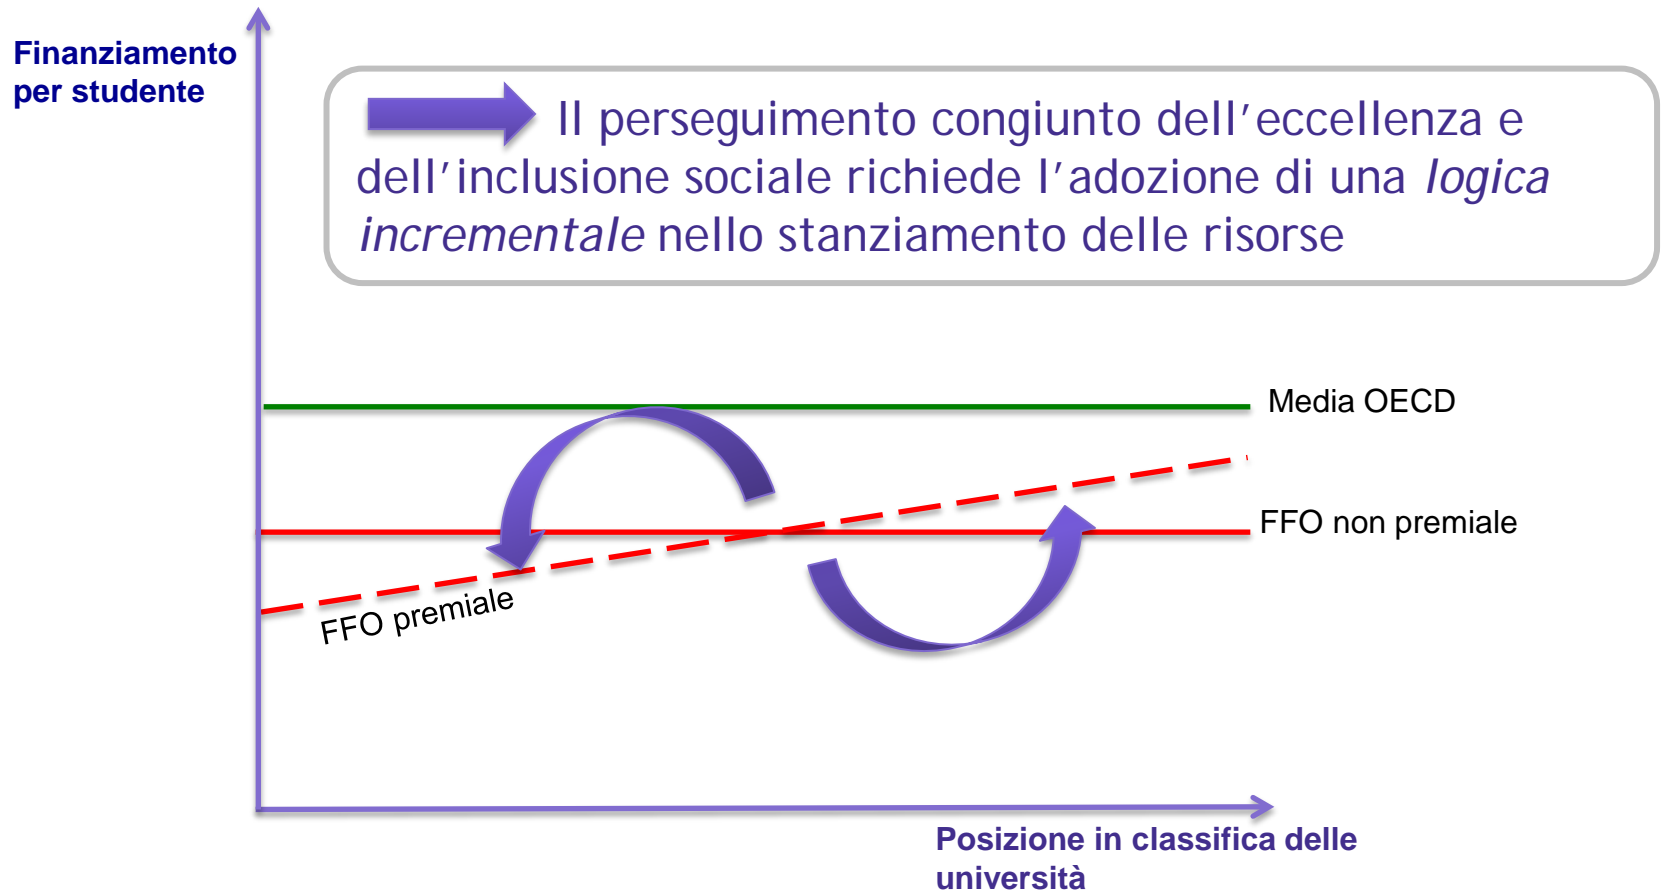 Finanziamento
per studente
Il perseguimento congiunto dell’eccellenza e
dell’inclusione sociale richiede l’adozione di una logica
incrementale nello stanziamento delle risorse
Media OECD
FFO non premiale
FFO premiale
Posizione in classifica delle
università